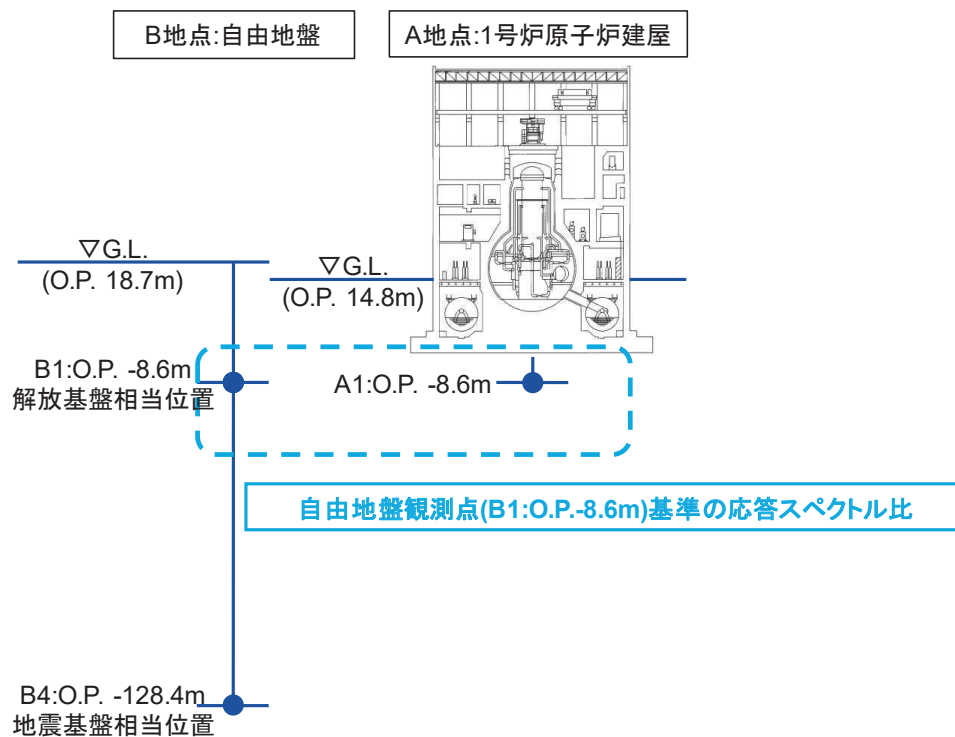 B地点:自由地盤
A地点:1号炉原子炉建屋
▽G.L.
(O.P. 18.7m)
▽G.L.
(O.P. 14.8m)
B1:O.P. -8.6m
解放基盤相当位置
A1:O.P. -8.6m
自由地盤観測点(B1:O.P.-8.6m)基準の応答スペクトル比
B4:O.P. -128.4m
地震基盤相当位置